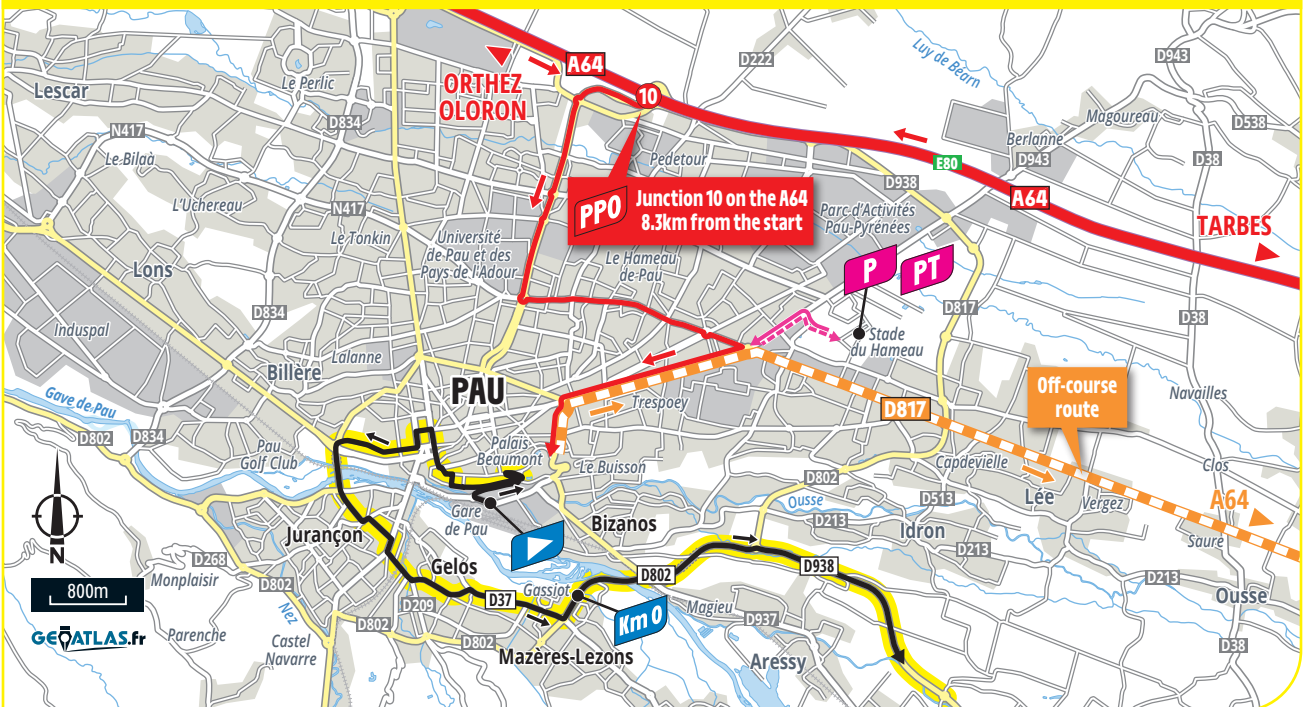 Luy de Béarn
D943
D222
A64
ORTHEZ
OLORON
Le Perlic
Lescar
10
Magoureau
D538
Berlanne
D834
N417
Le Bilaà
Pedetour
E80
D943
D38
D938
A64
PPO
Junction 10 on the A64
8.3km from the start
L'Uchereau
N417
Le Tonkin
Université
de Pau et des
Pays de l'Adour
Parc d'Activités
Pau-Pyrénées
TARBES
Le Hameau
de Pau
P
PT
Lons
D834
D817
D38
Induspal
Stade
du Hameau
Lalanne
Billère
PAU
Off-course
route
Navailles
Gave de Pau
Trespoey
D817
D802
D834
Pau
Golf Club
Palais
Beaumont
Le Buisson
Capdevielle
Clos
D802
Lée
Vergez
A64
D513
Ousse
Gare
de Pau
Bizanos
D213
Idron
Jurançon
Saure
D213
N
D268
Monplaisir
Gelos
D802
D938
D213
800m
D802
Gassiot
D37
Magieu
Ousse
Nez
D209
Km 0
D937
GEOATLAS.fr
Parenche
D802
Castel
Navarre
D802
Mazères-Lezons
Aressy
D38